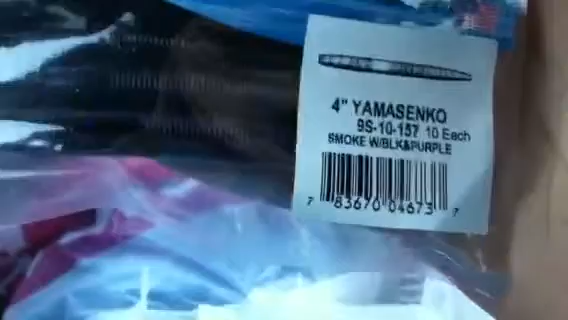 4" YAMASENKO
9S-10-157 10 Each
SMOKE W/BLK&PURPLE
7 83670 04673 7